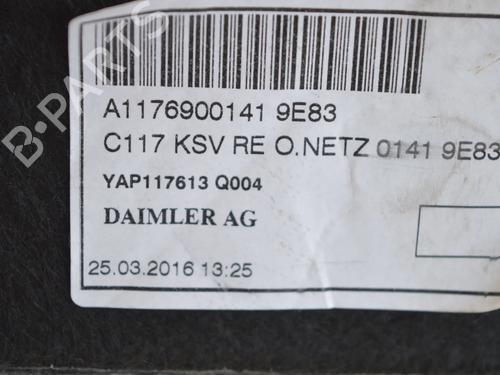 B-PARTS
A1176900141 9E83
C117 KSV RE O.NETZ 0141 9E83
YAP117613 Q004
DAIMLER AG
25.03.2016 13:25